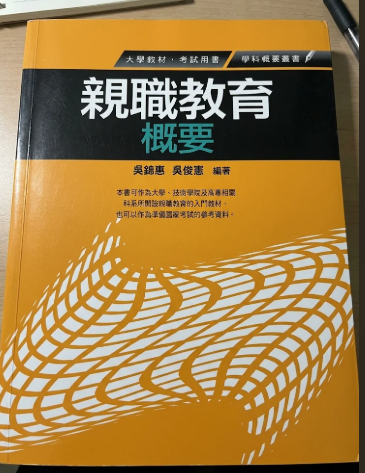 大學教材・考試用書
學科概要叢書
親職教育
概要
吳錦惠 吳俊憲 編著
本書可作為大學、技術學院及高專相關
科系所開設親職教育的入門教材，
也可以作為準備國家考試的參考資料。